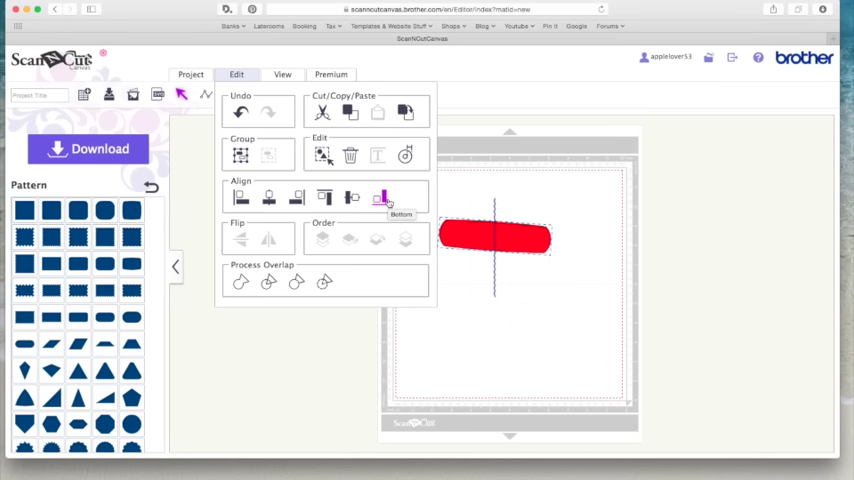 scanncutcanvas.brother.com/en/Editor/index?matid=new
Banks Laterooms Booking Tax Templates & Website Stuff Shops Blog Youtube Pin It Google Forums
ScanNCutCanvas
ScanNCut
Canvas
Project Edit View Premium
applelover53
brother
Project Title
Undo Cut/Copy/Paste
Group Edit
Download
Align
Pattern
Bottom
Flip Order
Process Overlap
ScanNCut